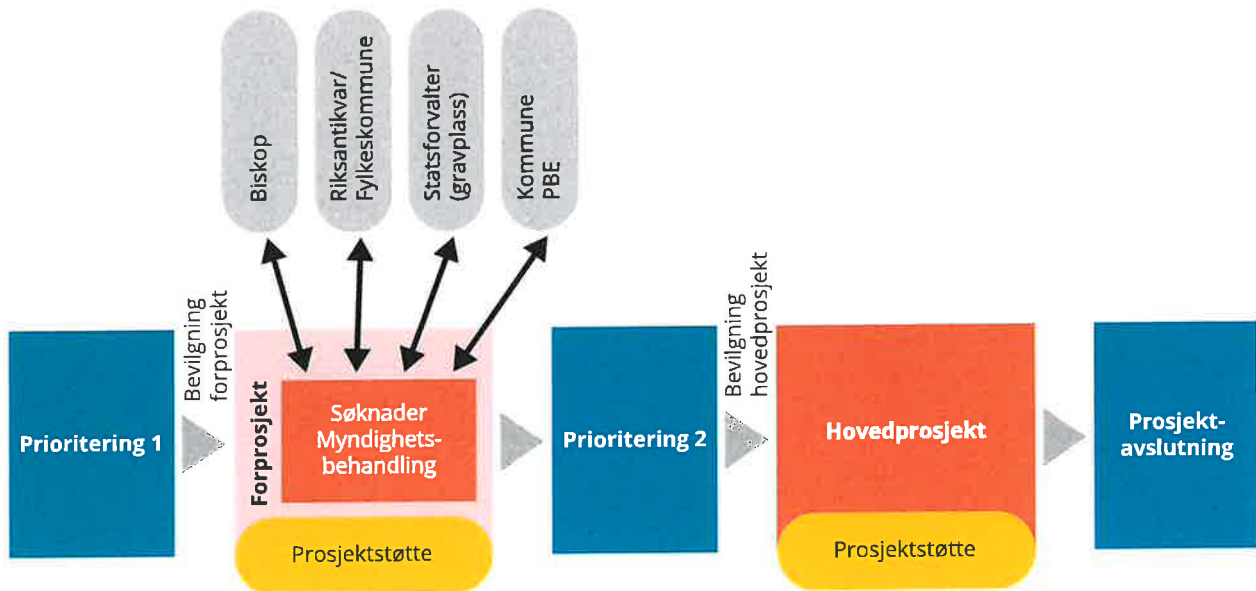 Biskop
Riksantikvar/
Fylkeskommune
Statsforvalter
(gravplass)
Kommune
PBE
Prioritering 1
Bevilgning
forprosjekt
Forprosjekt
Søknader
Myndighets-
behandling
Prosjektstøtte
Prioritering 2
Bevilgning
hovedprosjekt
Hovedprosjekt
Prosjektstøtte
Prosjekt-
avslutning